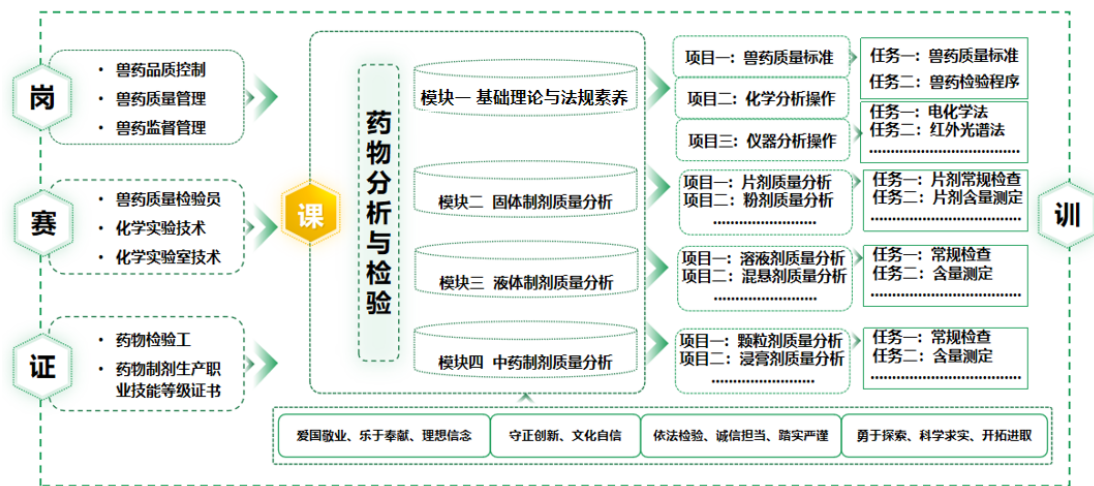 岗
• 兽药品质控制
• 兽药质量管理
• 兽药监督管理
赛
• 兽药质量检验员
• 化学实验技术
• 化学实验室技术
证
• 药物检验工
• 药物制剂生产职
业技能等级证书
课
药物分析与检验
模块一 基础理论与法规素养
模块二 固体制剂质量分析
模块三 液体制剂质量分析
模块四 中药制剂质量分析
项目一：兽药质量标准
项目二：化学分析操作
项目三：仪器分析操作
任务一：兽药质量标准
任务二：兽药检验程序
任务一：电化学法
任务二：红外光谱法
..................................
项目一：片剂质量分析
项目二：粉剂质量分析
........................
任务一：片剂常规检查
任务二：片剂含量测定
..................................
项目一：溶液剂质量分析
项目二：混悬剂质量分析
........................
任务一：常规检查
任务二：含量测定
..................................
项目一：颗粒剂质量分析
项目二：浸膏剂质量分析
........................
任务一：常规检查
任务二：含量测定
..................................
训
爱国敬业、乐于奉献、理想信念
守正创新、文化自信
依法检验、诚信担当、踏实严谨
勇于探索、科学求实、开拓进取